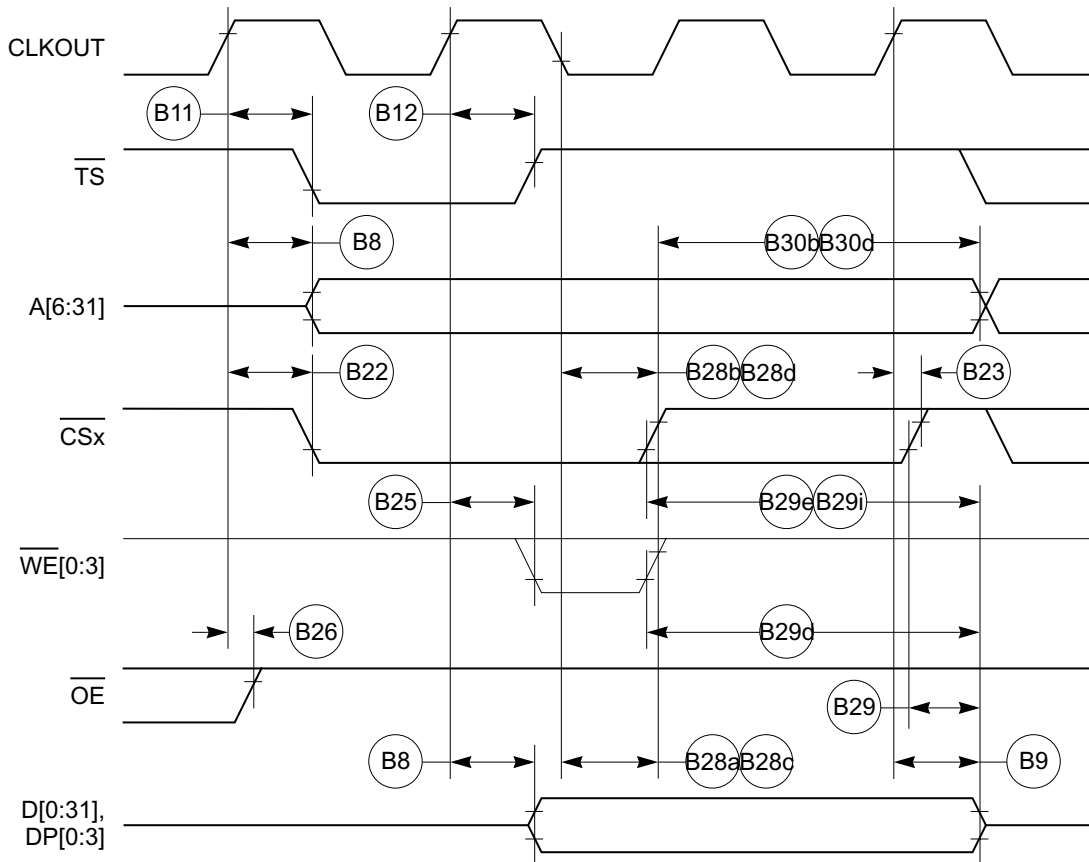 CLKOUT
B11
B12
TS
B8
B30b B30d
A[6:31]
B22
B28b B28d
B23
CSx
B25
B29e B29i
WE[0:3]
B26
B29d
OE
B29
B8
B28a B28c
B9
D[0:31],
DP[0:3]